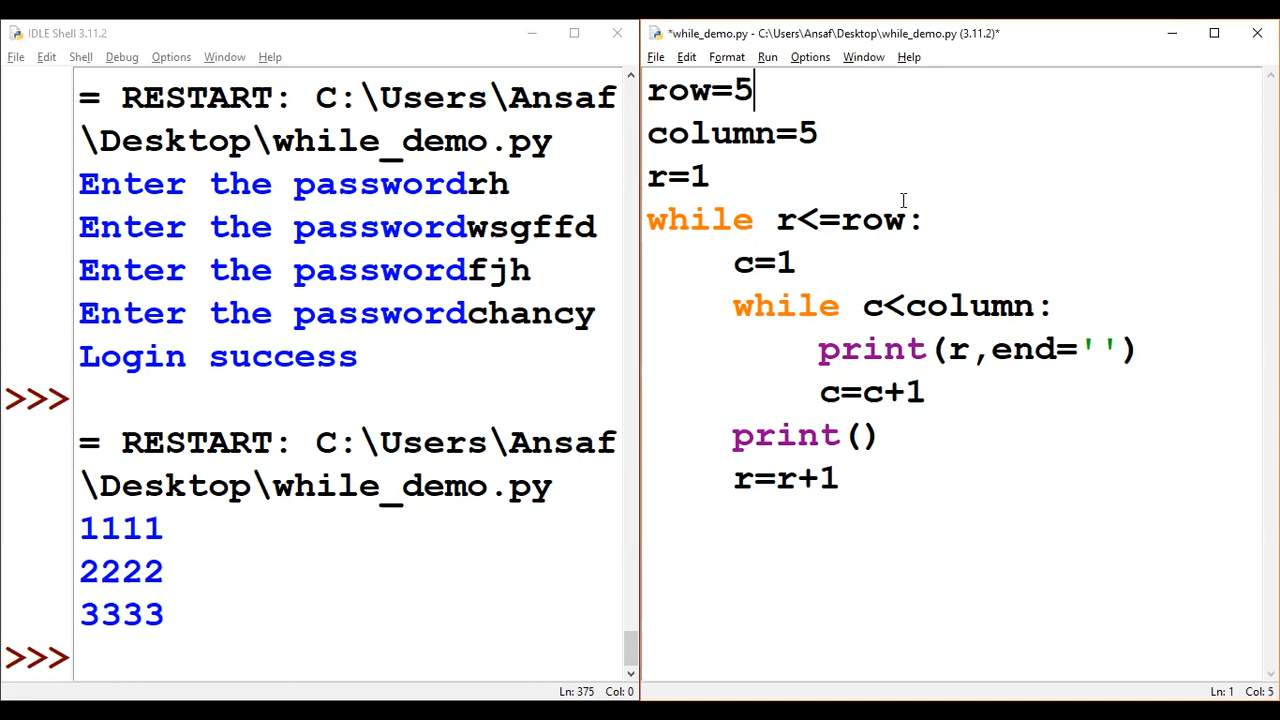 IDLE Shell 3.11.2
File Edit Shell Debug Options Window Help
= RESTART: C:\Users\Ansaf
\Desktop\while_demo.py
Enter the passwordrh
Enter the passwordwsgffd
Enter the passwordfjh
Enter the passwordchancy
Login success
>>>
= RESTART: C:\Users\Ansaf
\Desktop\while_demo.py
1111
2222
3333
>>>
Ln: 375 Col: 0
*while_demo.py - C:\Users\Ansaf\Desktop\while_demo.py (3.11.2)*
File Edit Format Run Options Window Help
row=5
column=5
r=1
while r<=row:
    c=1
    while c<column:
        print(r,end='')
        c=c+1
    print()
    r=r+1
Ln: 1 Col: 5